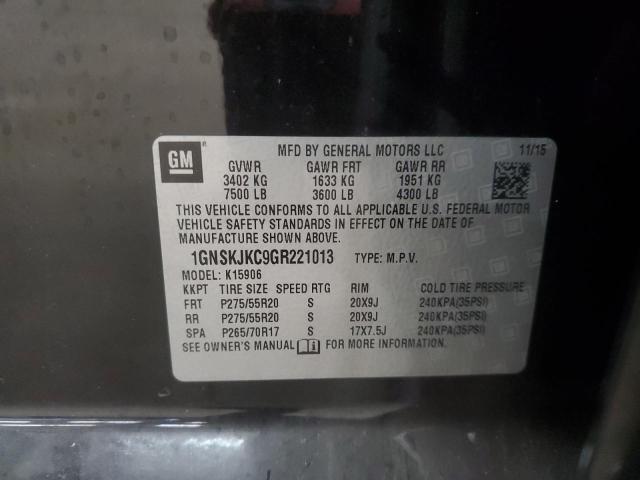 GM
MFD BY GENERAL MOTORS LLC 11/15
GVWR GAWR FRT GAWR RR
3402 KG 1633 KG 1951 KG
7500 LB 3600 LB 4300 LB
THIS VEHICLE CONFORMS TO ALL APPLICABLE U.S. FEDERAL MOTOR
VEHICLE SAFETY STANDARDS IN EFFECT ON THE DATE OF
MANUFACTURE SHOWN ABOVE.
1GNSKJKC9GR221013 TYPE: M.P.V.
MODEL: K15906
KKPT TIRE SIZE SPEED RTG RIM COLD TIRE PRESSURE
FRT P275/55R20 S 20X9J 240KPA(35PSI)
RR P275/55R20 S 20X9J 240KPA(35PSI)
SPA P265/70R17 S 17X7.5J 240KPA(35PSI)
SEE OWNER'S MANUAL FOR MORE INFORMATION.